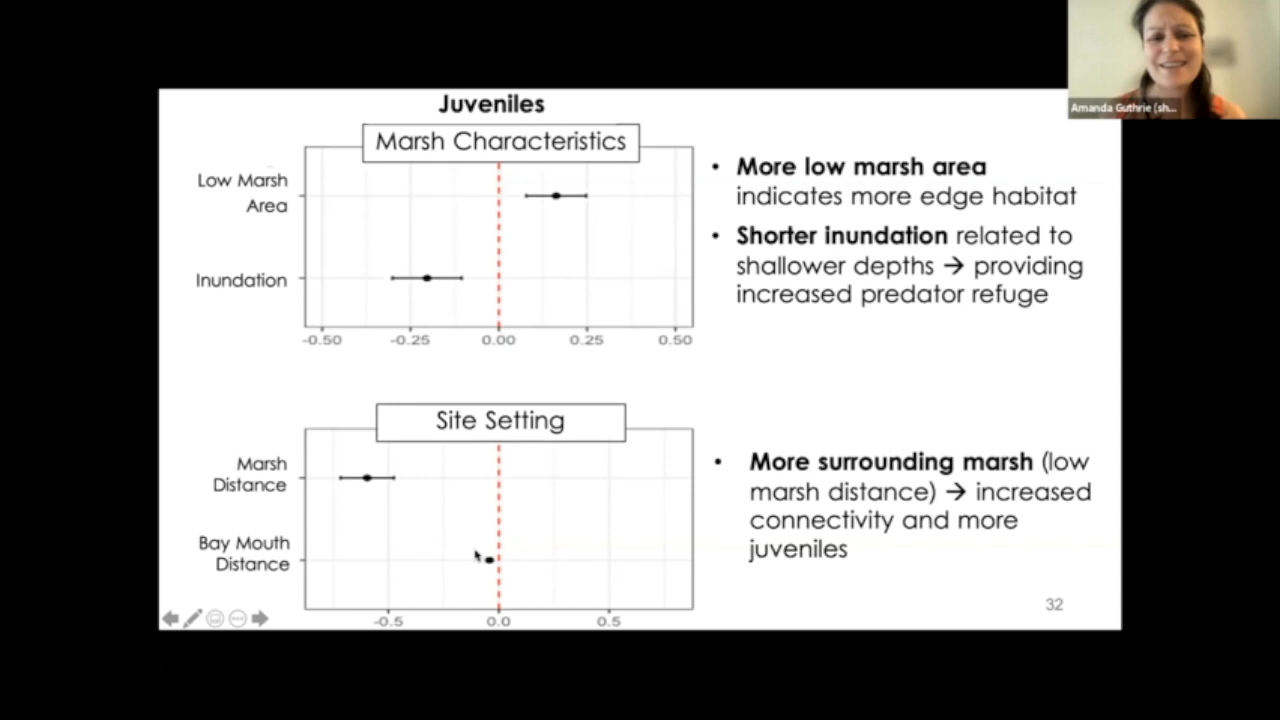 Amanda Guthrie (sh...
Juveniles
Marsh Characteristics
Low Marsh
Area
Inundation
-0.50 -0.25 0.00 0.25 0.50
• More low marsh area
indicates more edge habitat
• Shorter inundation related to
shallower depths → providing
increased predator refuge
Site Setting
Marsh
Distance
Bay Mouth
Distance
-0.5 0.0 0.5
• More surrounding marsh (low
marsh distance) → increased
connectivity and more
juveniles
32